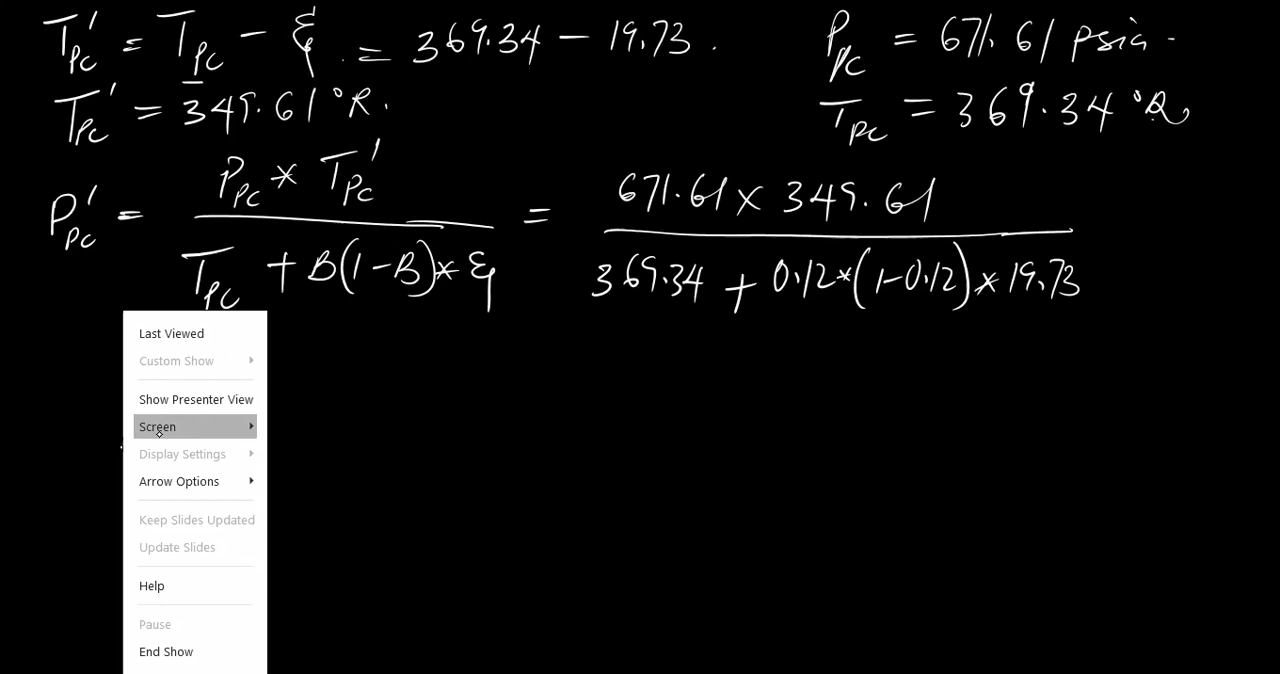 T'pc = Tpc - ξ = 369.34 - 19.73 .
Ppc = 671.61 psia -
T'pc = 349.61 °R.
Tpc = 369.34 °R
P'pc = Ppc * T'pc / Tpc + B(1-B)* ξ = 671.61 × 349.61 / 369.34 + 0.12*(1-0.12)*19.73
Last Viewed
Custom Show
Show Presenter View
Screen
Display Settings
Arrow Options
Keep Slides Updated
Update Slides
Help
Pause
End Show